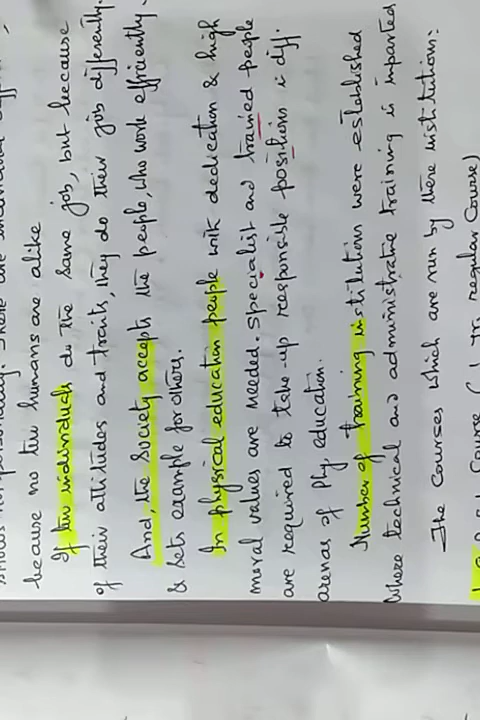 because no two humans are alike
If two individuals do the same job, but because
of their attitudes and traits, they do their job differently.
And, the society accepts the people, who work efficiently
& sets example for others.
In physical education people with dedication & high
moral values are needed. Specialist and trained people
are required to take-up responsible positions in diff.
arenas of Phy. education.
Number of training institutions were established
where technical and administrative training is imparted
The courses which are run by there institutions:
regular Course)